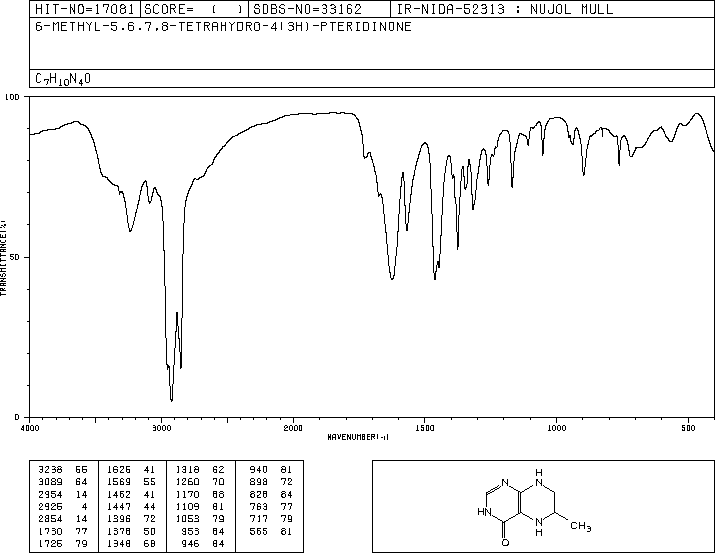 HIT-NO=17081 SCORE= ( ) SDBS-NO=33162 IR-NIDA-52313 : NUJOL MULL
6-METHYL-5,6,7,8-TETRAHYDRO-4(3H)-PTERIDINONE
C7H10N4O
100
50
0
TRANSMITTANCE(%)
4000 3000 2000 1500 1000 500
WAVENUMBER(-1)
3238 55 1626 41 1318 62 940 81
3089 64 1569 55 1260 70 898 72
2954 14 1462 41 1170 68 828 84
2925 4 1447 44 1109 81 763 77
2854 14 1396 72 1053 79 717 79
1730 77 1378 50 953 84 565 81
1725 79 1348 68 946 84
N
H
N
HN
N
H
O
CH3